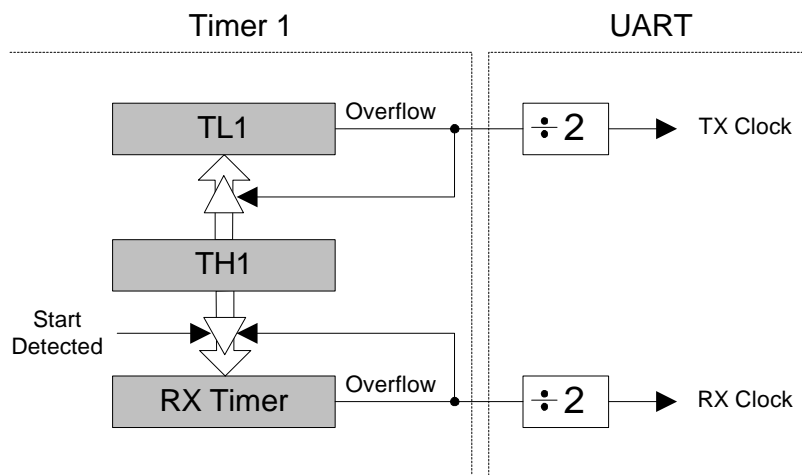 Timer 1
UART
TL1
Overflow
÷ 2
TX Clock
TH1
Start
Detected
RX Timer
Overflow
÷ 2
RX Clock